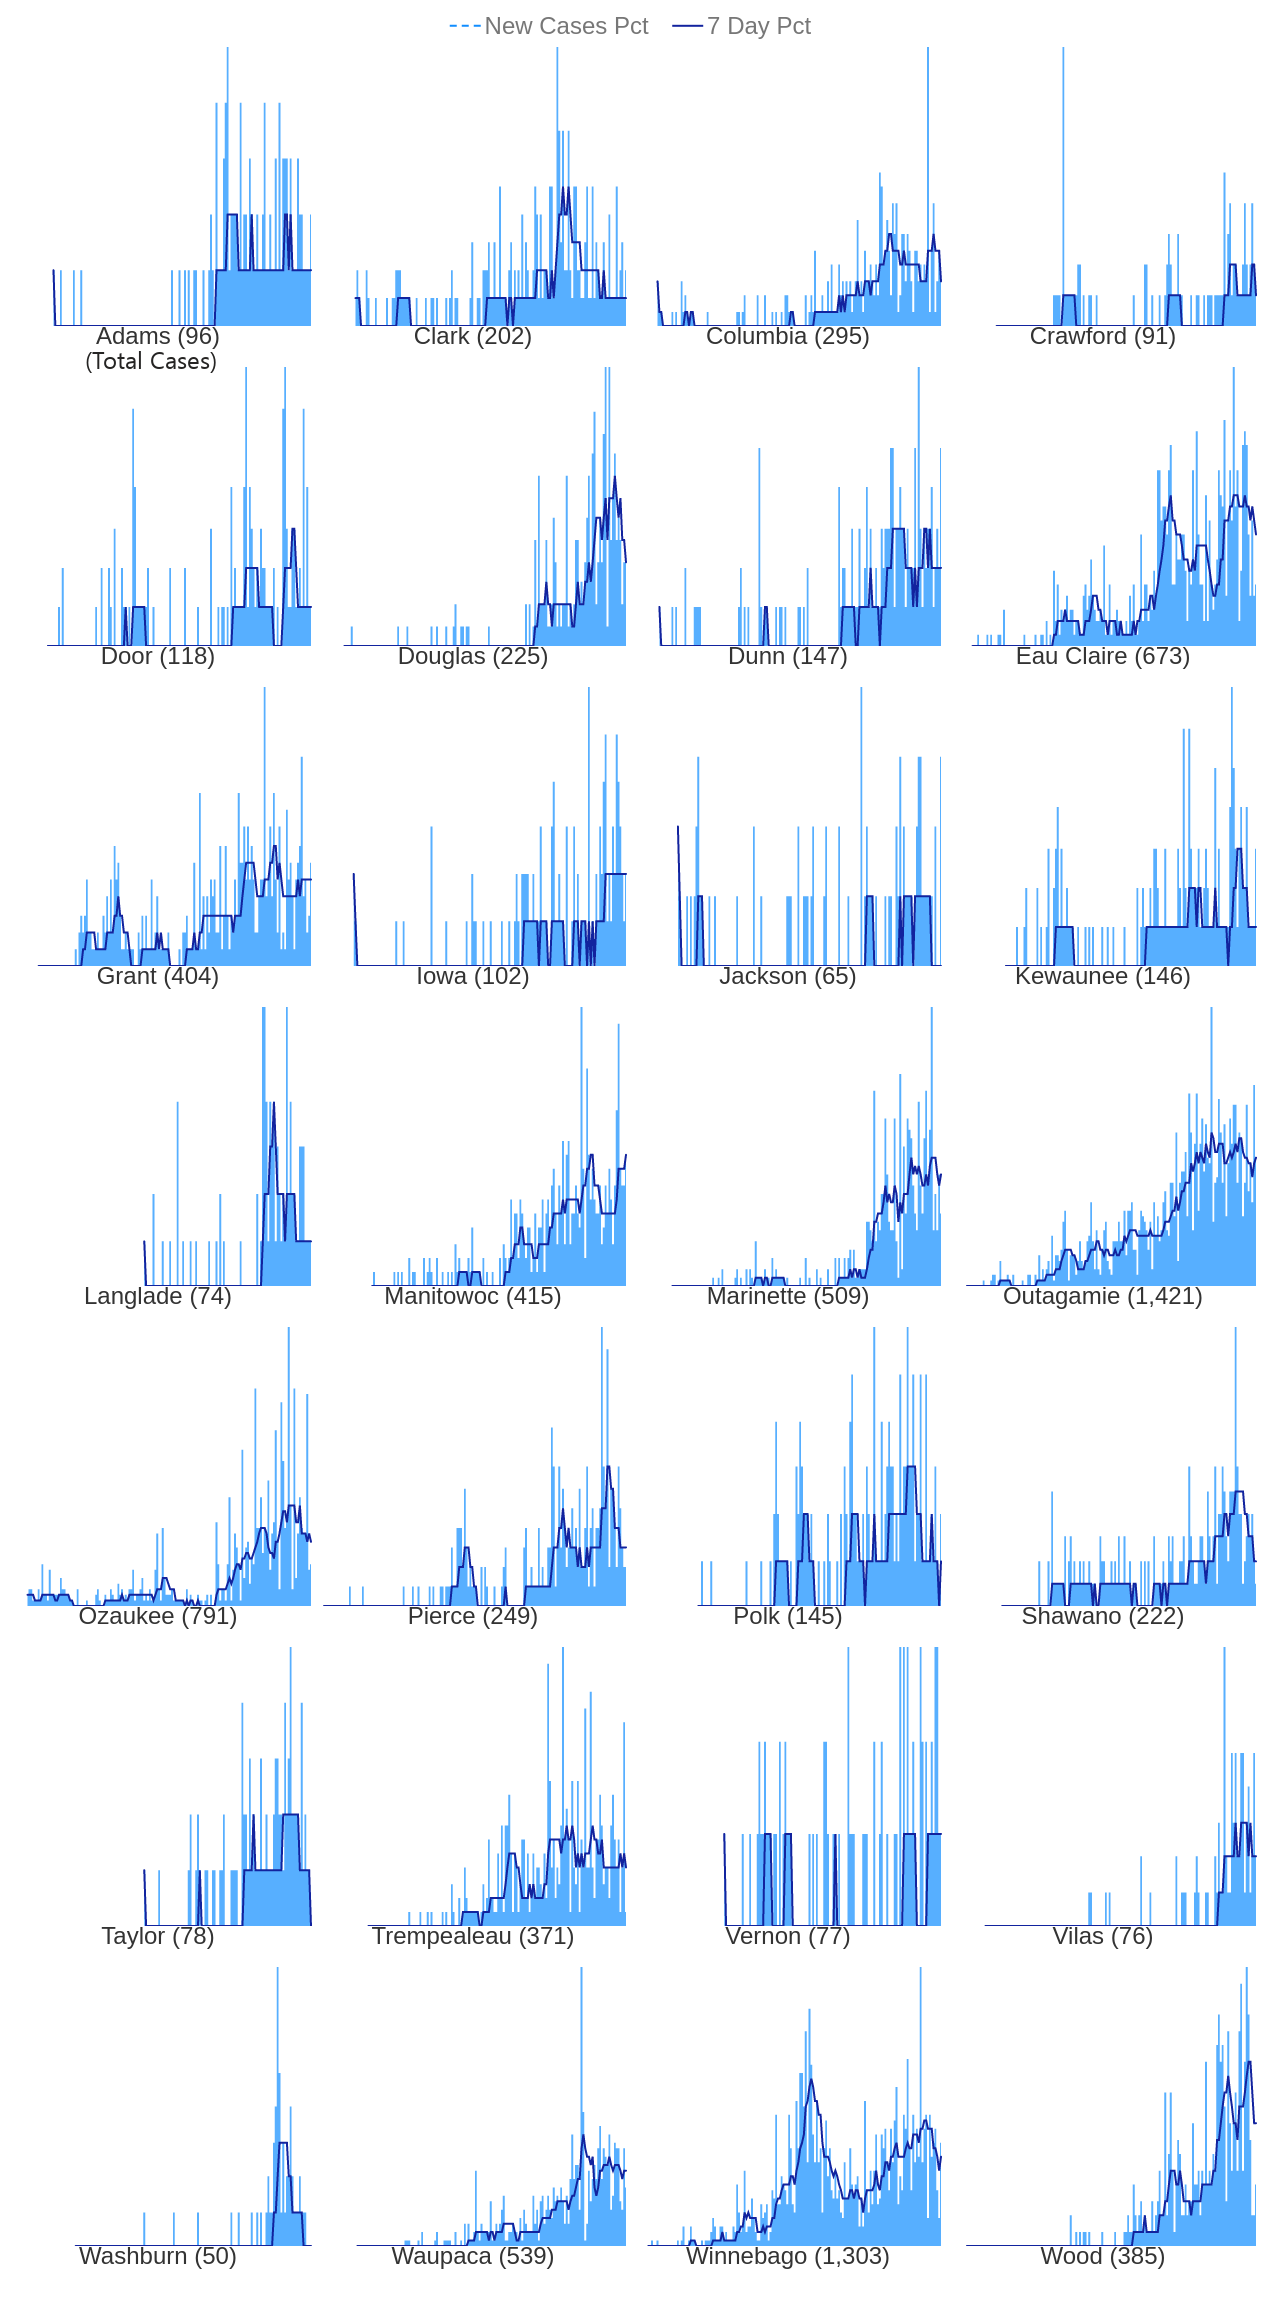 New Cases Pct 7 Day Pct
Adams (96) Clark (202) Columbia (295) Crawford (91)
(Total Cases)
Door (118) Douglas (225) Dunn (147) Eau Claire (673)
Grant (404) Iowa (102) Jackson (65) Kewaunee (146)
Langlade (74) Manitowoc (415) Marinette (509) Outagamie (1,421)
Ozaukee (791) Pierce (249) Polk (145) Shawano (222)
Taylor (78) Trempealeau (371) Vernon (77) Vilas (76)
Washburn (50) Waupaca (539) Winnebago (1,303) Wood (385)